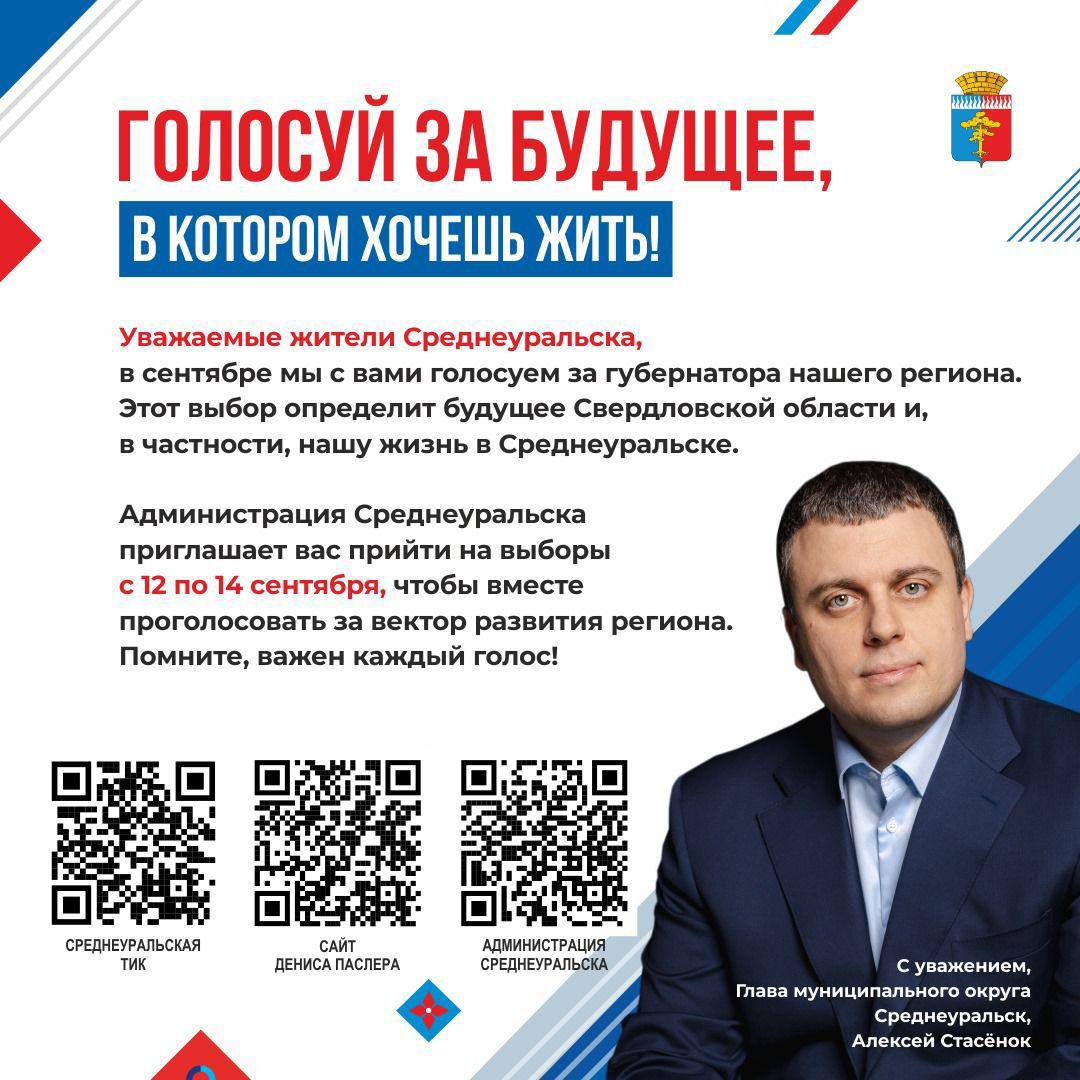 ГОЛОСУЙ ЗА БУДУЩЕЕ,
В КОТОРОМ ХОЧЕШЬ ЖИТЬ!
Уважаемые жители Среднеуральска,
в сентябре мы с вами голосуем за губернатора нашего региона.
Этот выбор определит будущее Свердловской области и,
в частности, нашу жизнь в Среднеуральске.
Администрация Среднеуральска
приглашает вас прийти на выборы
с 12 по 14 сентября, чтобы вместе
проголосовать за вектор развития региона.
Помните, важен каждый голос!
СРЕДНЕУРАЛЬСКАЯ
ТИК
САЙТ
ДЕНИСА ПАСЛЕРА
АДМИНИСТРАЦИЯ
СРЕДНЕУРАЛЬСКА
С уважением,
Глава муниципального округа
Среднеуральск,
Алексей Стасёнок